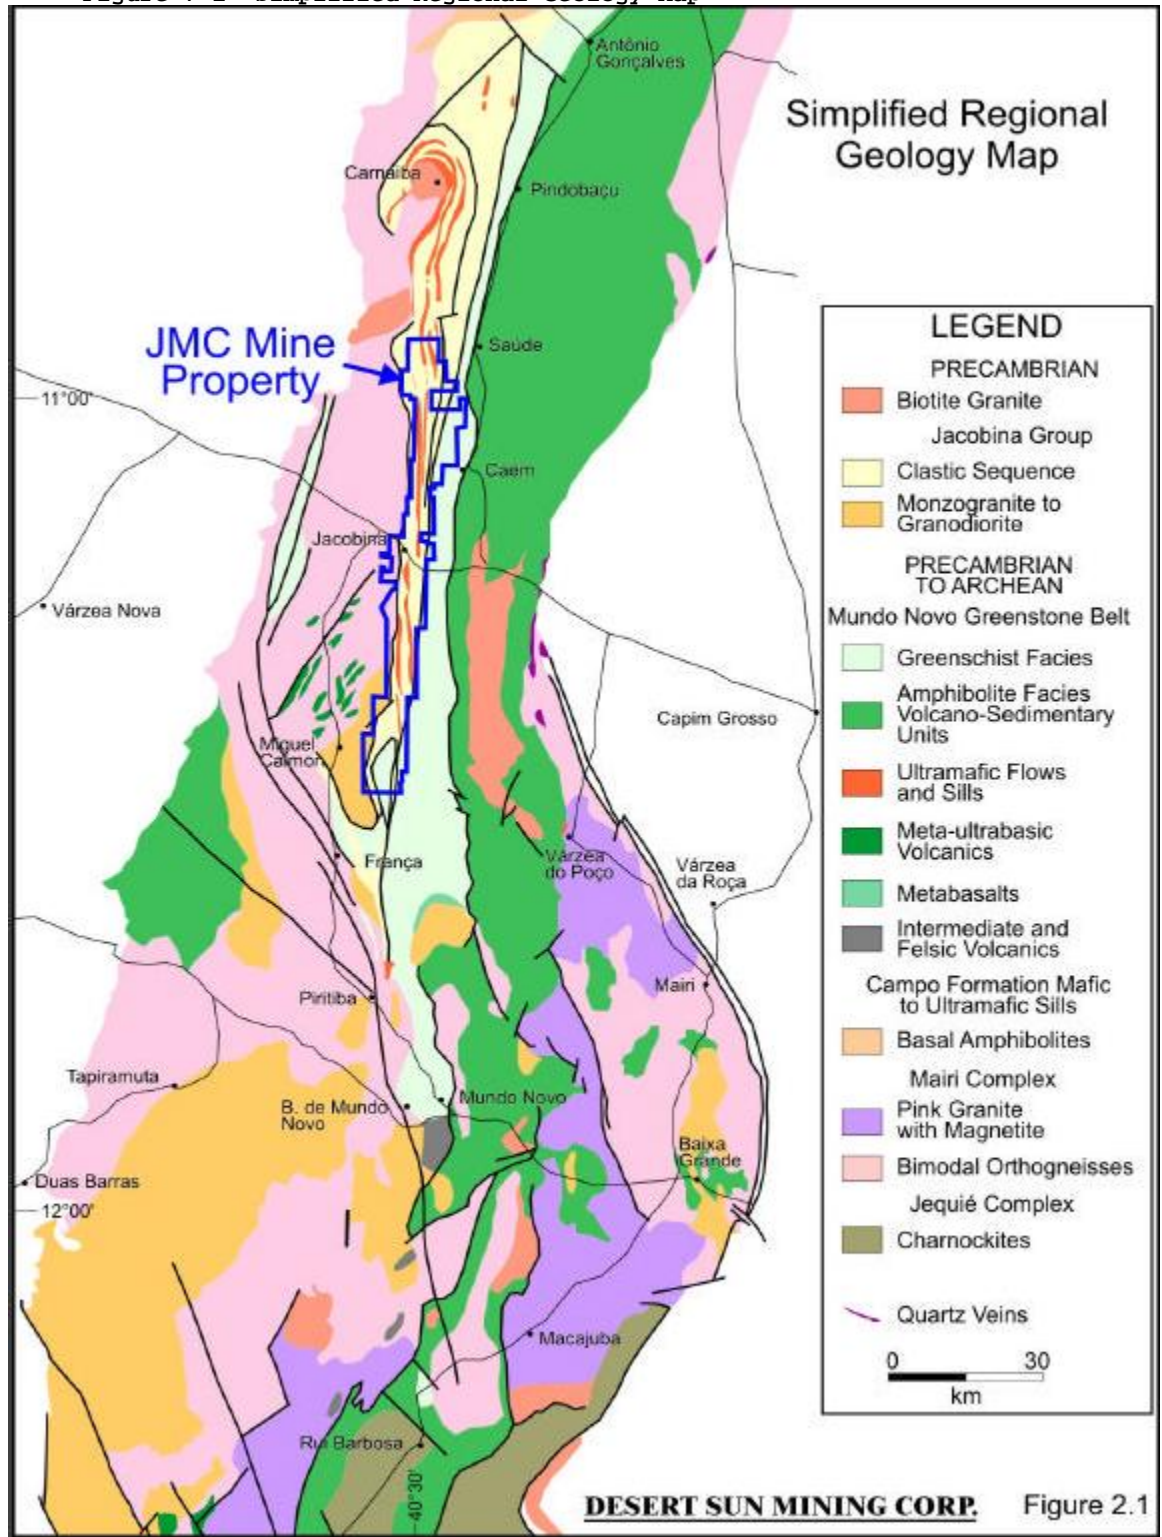 Simplified Regional
Geology Map
Antônio
Gonçalves
Carnaíba
Pindobaçu
JMC Mine
Property
Saúde
11°00'
Caem
Jacobina
Várzea Nova
Capim Grosso
Miguel
Calmon
França
Várzea
do Poço
Várzea
da Roça
Mairi
Piritiba
Tapiramuta
B. de Mundo
Novo
Mundo Novo
Baixa
Grande
Duas Barras
12°00'
Macajuba
Rui Barbosa
40°30'
LEGEND
PRECAMBRIAN
Biotite Granite
Jacobina Group
Clastic Sequence
Monzogranite to
Granodiorite
PRECAMBRIAN
TO ARCHEAN
Mundo Novo Greenstone Belt
Greenschist Facies
Amphibolite Facies
Volcano-Sedimentary
Units
Ultramafic Flows
and Sills
Meta-ultrabasic
Volcanics
Metabasalts
Intermediate and
Felsic Volcanics
Campo Formation Mafic
to Ultramafic Sills
Basal Amphibolites
Mairi Complex
Pink Granite
with Magnetite
Bimodal Orthogneisses
Jequié Complex
Charnockites
Quartz Veins
0 30
km
DESERT SUN MINING CORP. Figure 2.1